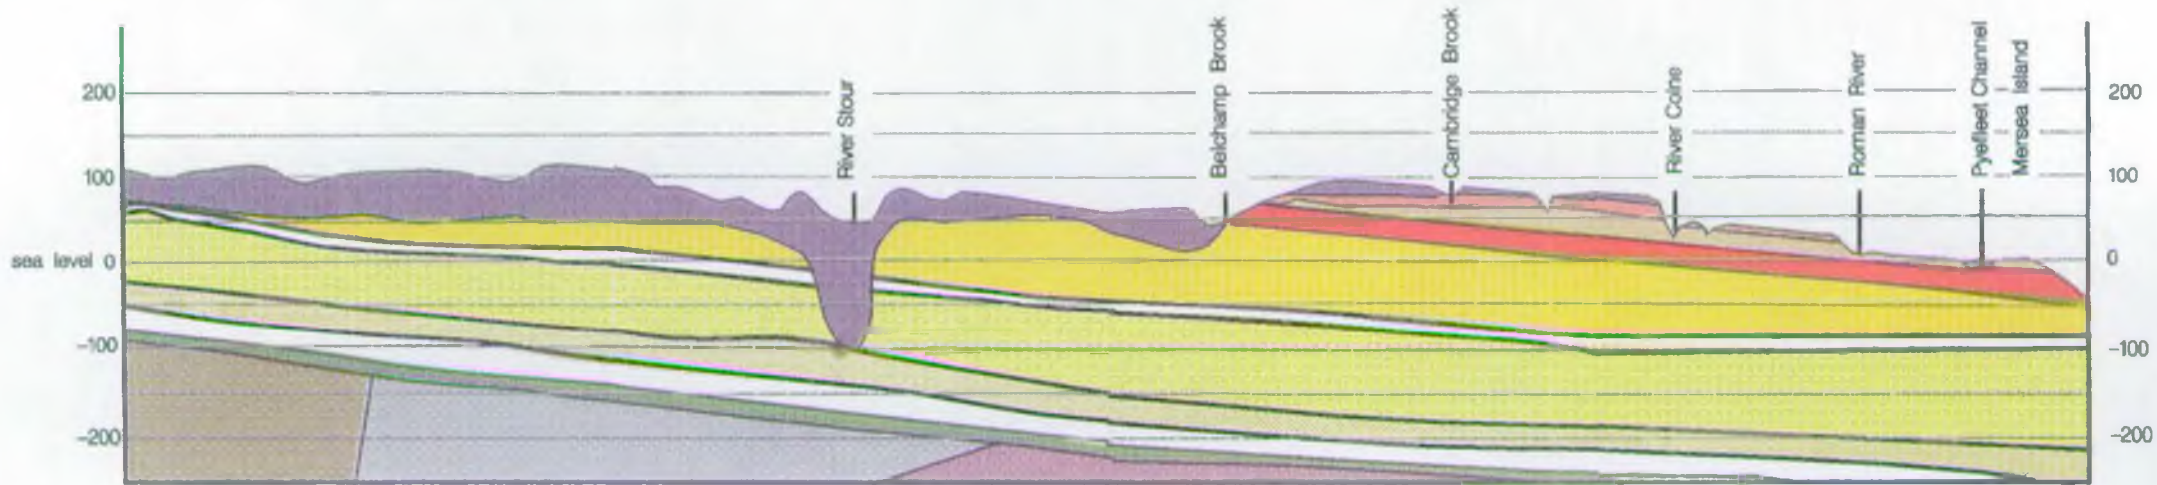 River Stour
Belchamp Brook
Cambridge Brook
River Colne
Roman River
Pyefleet Channel
Mersea Island
200
100
sea level 0
-100
-200
200
100
0
-100
-200